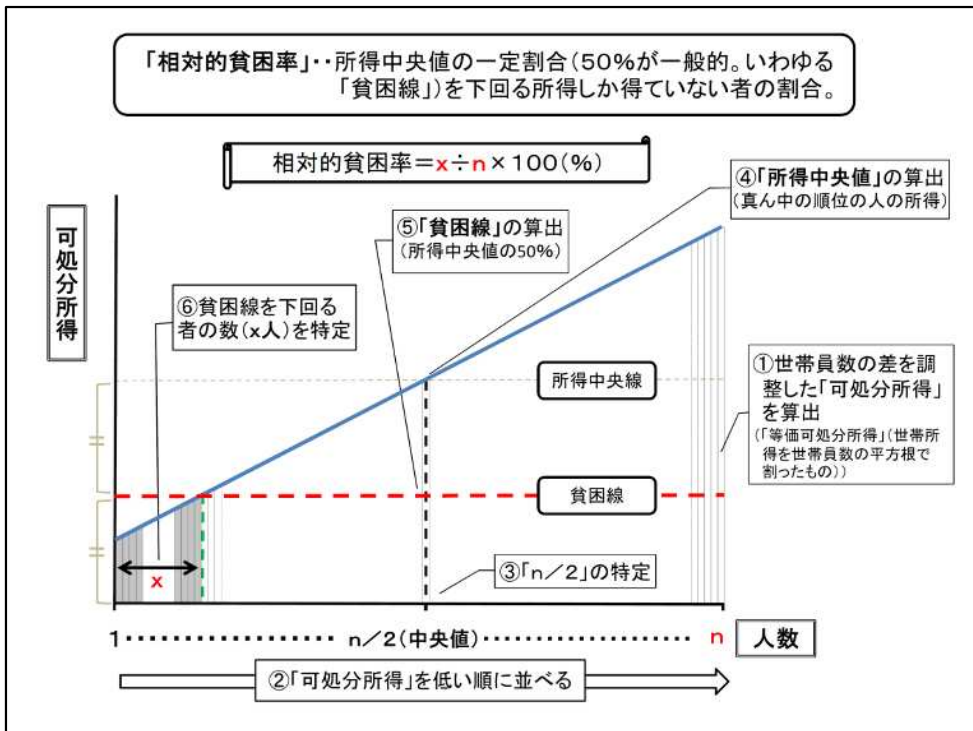 「相対的貧困率」‥所得中央値の一定割合(50%が一般的。いわゆる
「貧困線」)を下回る所得しか得ていない者の割合。
相対的貧困率＝x÷n×100(%)
④「所得中央値」の算出
(真ん中の順位の人の所得)
⑤「貧困線」の算出
(所得中央値の50%)
可処分所得
⑥貧困線を下回る
者の数(x人)を特定
所得中央線
①世帯員数の差を調
整した「可処分所得」
を算出
(「等価可処分所得」(世帯所
得を世帯員数の平方根で
割ったもの))
貧困線
x
③「n／2」の特定
1‥‥‥‥‥‥‥‥n／2(中央値)‥‥‥‥‥‥‥‥n
人数
②「可処分所得」を低い順に並べる